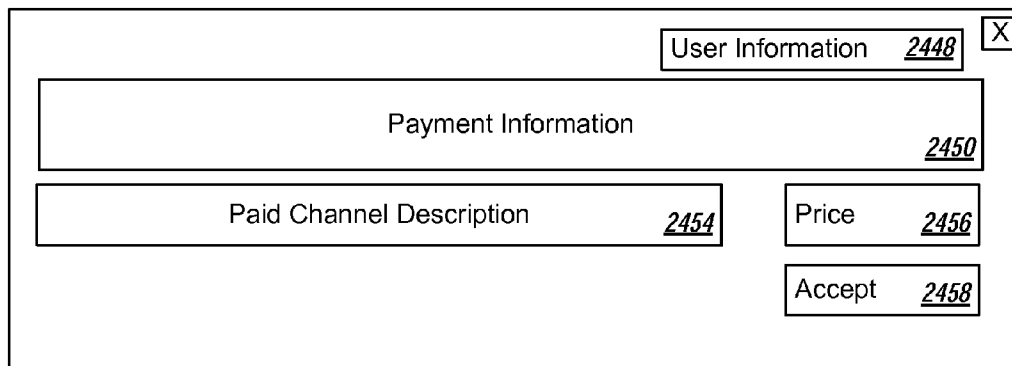 X
User Information 2448
Payment Information
2450
Paid Channel Description 2454
Price 2456
Accept 2458